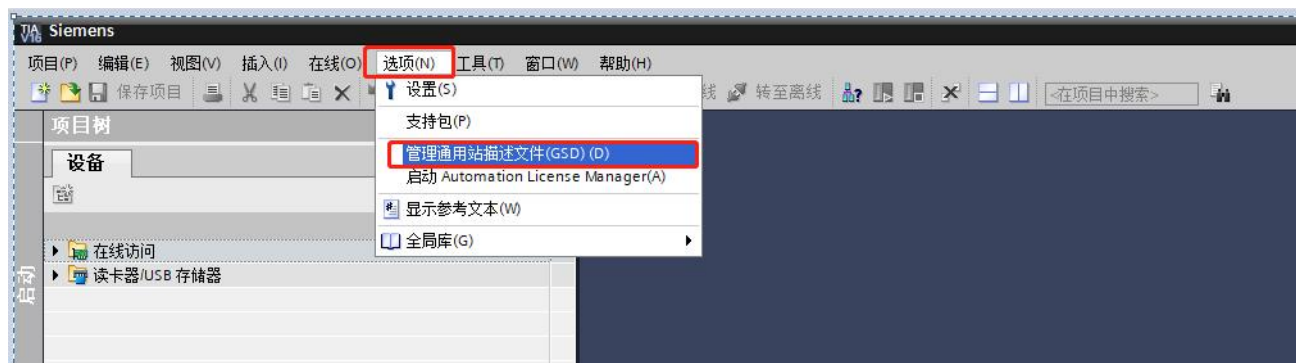 TIA V16 Siemens
项目(P) 编辑(E) 视图(V) 插入(I) 在线(O) 选项(N) 工具(T) 窗口(W) 帮助(H)
保存项目 线 转至离线 <在项目中搜索>
设置(S)
支持包(P)
管理通用站描述文件(GSD) (D)
启动 Automation License Manager(A)
显示参考文本(W)
全局库(G)
项目树
设备
在线访问
读卡器/USB 存储器
启动